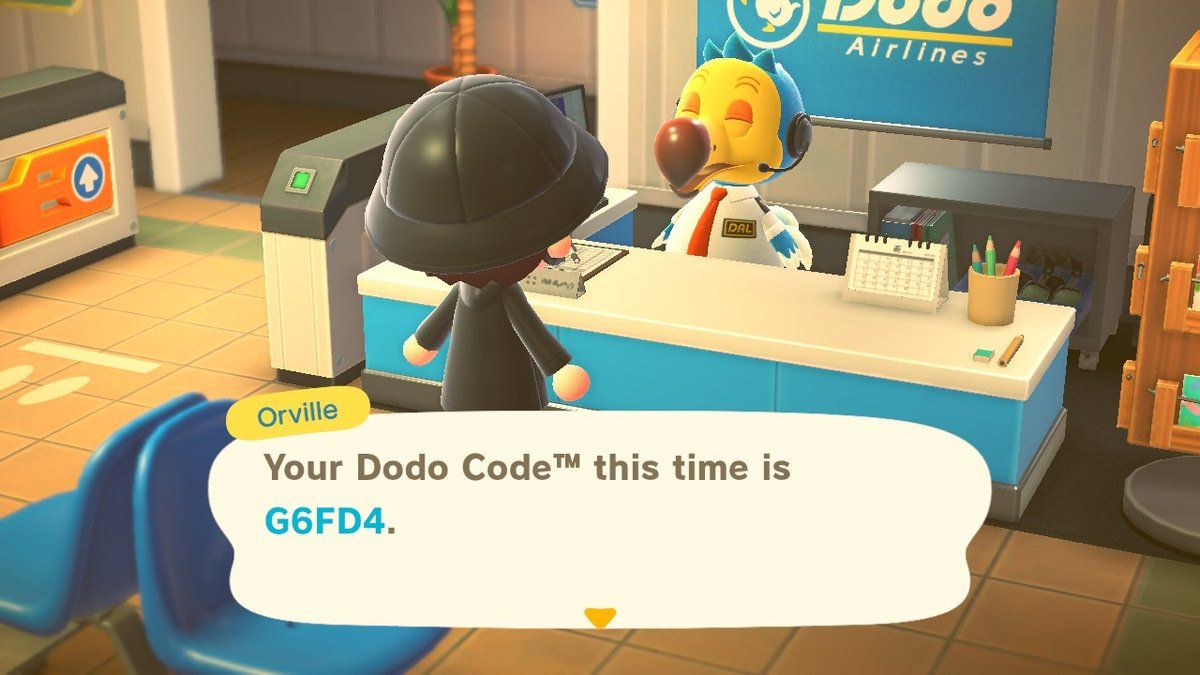 Dodo
Airlines
DAL
Orville
Your Dodo Code™ this time is
G6FD4.